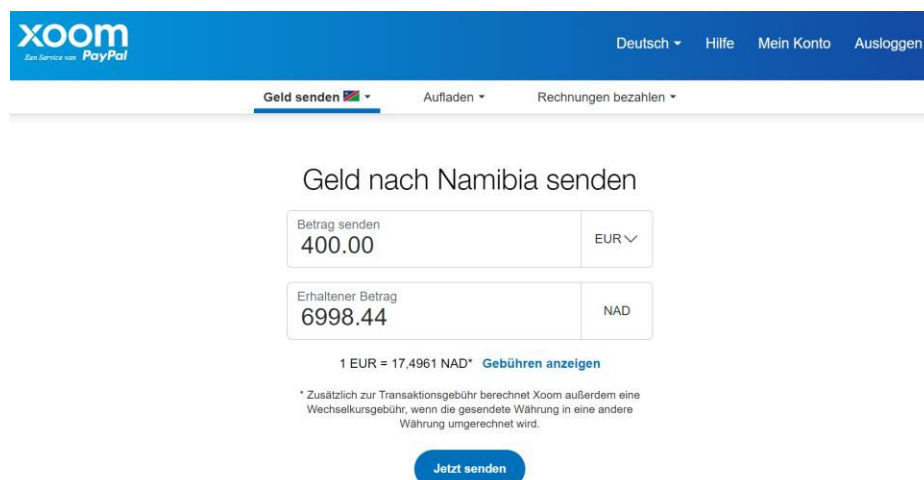 xoom
Een Service van PayPal
Deutsch Hilfe Mein Konto Ausloggen
Geld senden Aufladen Rechnungen bezahlen
Geld nach Namibia senden
Betrag senden
400.00 EUR
Erhaltener Betrag
6998.44 NAD
1 EUR = 17,4961 NAD* Gebühren anzeigen
* Zusätzlich zur Transaktionsgebühr berechnet Xoom außerdem eine
Wechselkursgebühr, wenn die gesendete Währung in eine andere
Währung umgerechnet wird.
Jetzt senden